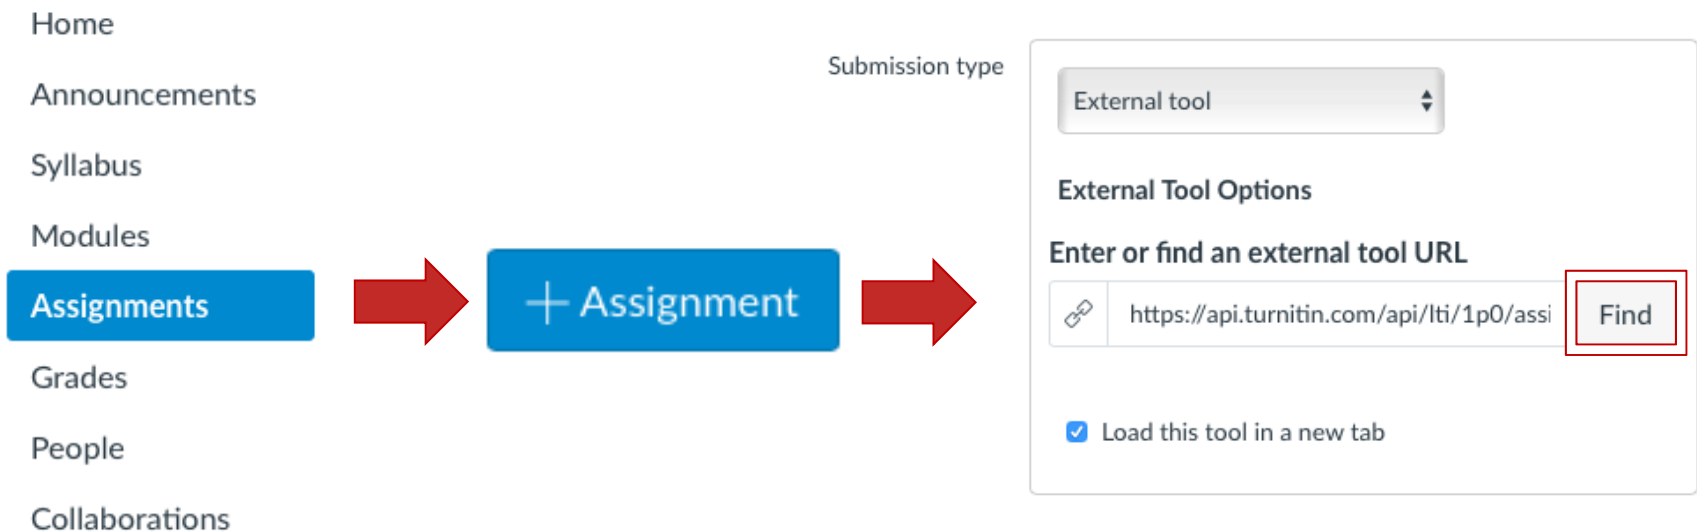 Home
Announcements
Syllabus
Modules
Assignments
Grades
People
Collaborations
+ Assignment
Submission type
External tool
External Tool Options
Enter or find an external tool URL
https://api.turnitin.com/api/lti/1p0/assi
Find
Load this tool in a new tab